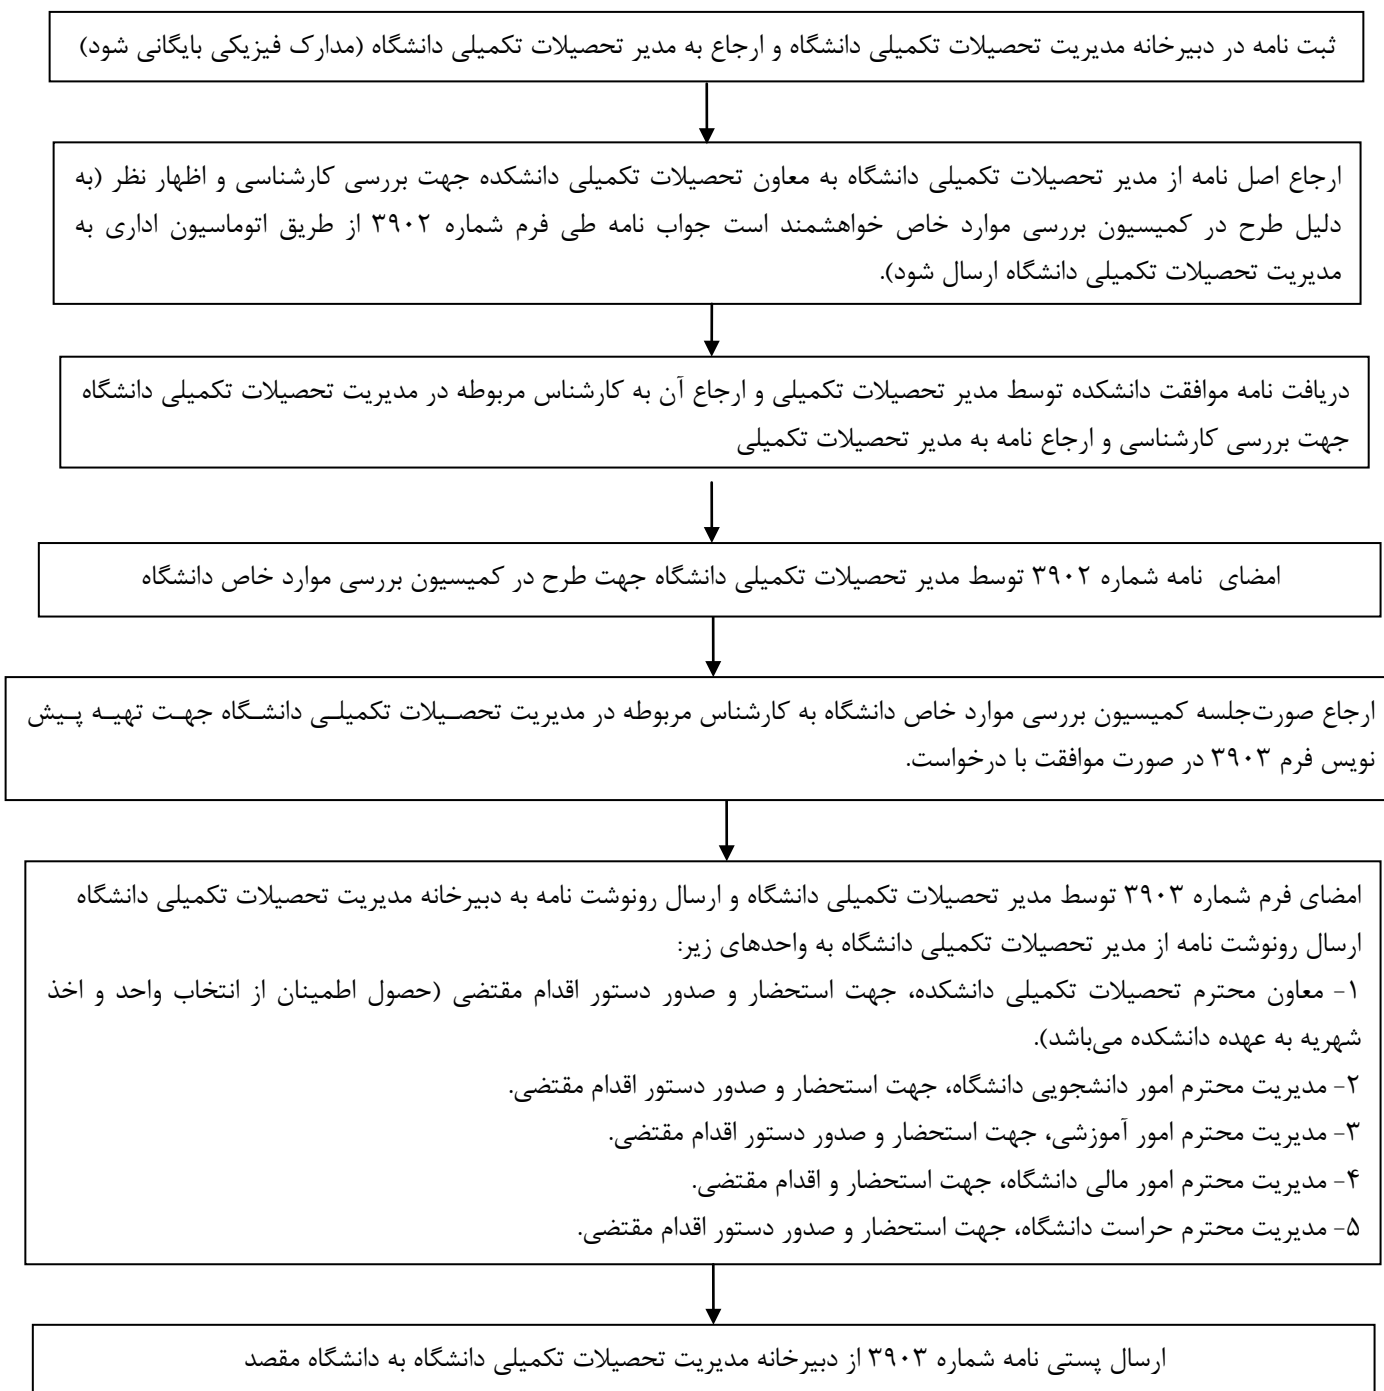 ثبت نامه در دبیرخانه مدیریت تحصیلات تکمیلی دانشگاه و ارجاع به مدیر تحصیلات تکمیلی دانشگاه (مدارک فیزیکی بایگانی شود)
ارجاع اصل نامه از مدیر تحصیلات تکمیلی دانشگاه به معاون تحصیلات تکمیلی دانشکده جهت بررسی کارشناسی و اظهار نظر (به
دلیل طرح در کمیسیون بررسی موارد خاص خواهشمند است جواب نامه طی فرم شماره ۳۹۰۲ از طریق اتوماسیون اداری به
مدیریت تحصیلات تکمیلی دانشگاه ارسال شود).
دریافت نامه موافقت دانشکده توسط مدیر تحصیلات تکمیلی و ارجاع آن به کارشناس مربوطه در مدیریت تحصیلات تکمیلی دانشگاه
جهت بررسی کارشناسی و ارجاع نامه به مدیر تحصیلات تکمیلی
امضای نامه شماره ۳۹۰۲ توسط مدیر تحصیلات تکمیلی دانشگاه جهت طرح در کمیسیون بررسی موارد خاص دانشگاه
ارجاع صورت‌جلسه کمیسیون بررسی موارد خاص دانشگاه به کارشناس مربوطه در مدیریت تحصـیلات تکمیلـی دانشـگاه جهـت تهیـه پـیش
نویس فرم ۳۹۰۳ در صورت موافقت با درخواست.
امضای فرم شماره ۳۹۰۳ توسط مدیر تحصیلات تکمیلی دانشگاه و ارسال رونوشت نامه به دبیرخانه مدیریت تحصیلات تکمیلی دانشگاه
ارسال رونوشت نامه از مدیر تحصیلات تکمیلی دانشگاه به واحدهای زیر:
۱- معاون محترم تحصیلات تکمیلی دانشکده، جهت استحضار و صدور دستور اقدام مقتضی (حصول اطمینان از انتخاب واحد و اخذ
شهریه به عهده دانشکده می‌باشد).
۲- مدیریت محترم امور دانشجویی دانشگاه، جهت استحضار و صدور دستور اقدام مقتضی.
۳- مدیریت محترم امور آموزشی، جهت استحضار و صدور دستور اقدام مقتضی.
۴- مدیریت محترم امور مالی دانشگاه، جهت استحضار و اقدام مقتضی.
۵- مدیریت محترم حراست دانشگاه، جهت استحضار و صدور دستور اقدام مقتضی.
ارسال پستی نامه شماره ۳۹۰۳ از دبیرخانه مدیریت تحصیلات تکمیلی دانشگاه به دانشگاه مقصد